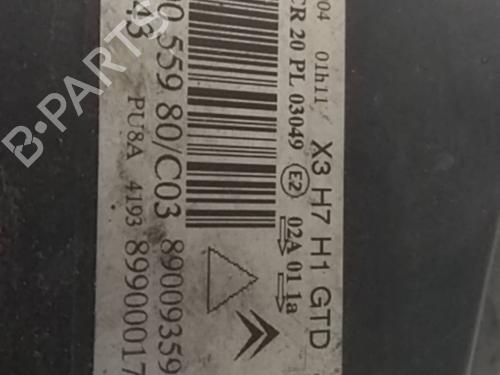 04 01h11
X3 H7 H1 GTD
CR 20 PL 03049 E2 02A 01 1a
559 80/C03 89009359
PU8A 4193 89900017
B-PARTS